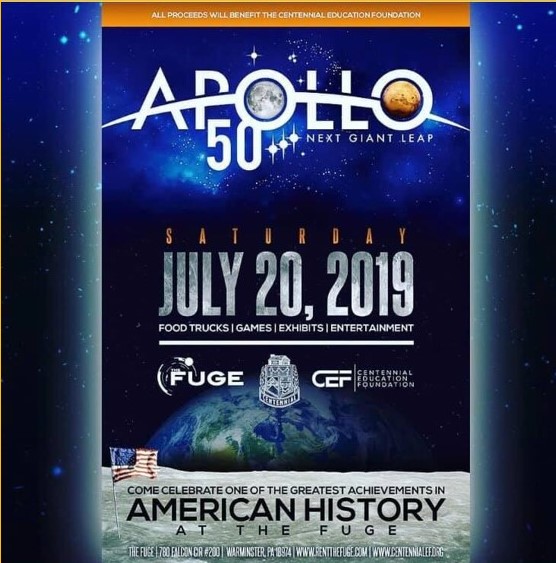 ALL PROCEEDS WILL BENEFIT THE CENTENNIAL EDUCATION FOUNDATION
APOLLO
50 NEXT GIANT LEAP
SATURDAY
JULY 20, 2019
FOOD TRUCKS | GAMES | EXHIBITS | ENTERTAINMENT
THE FUGE
CENTENNIAL
CEF CENTENNIAL
EDUCATION
FOUNDATION
COME CELEBRATE ONE OF THE GREATEST ACHIEVEMENTS IN
AMERICAN HISTORY
AT THE FUGE
THE FUGE | 780 FALCON CIR #200 | WARMINSTER, PA 18974 | WWW.RENTTHEFUGE.COM | WWW.CENTENNIALEF.ORG